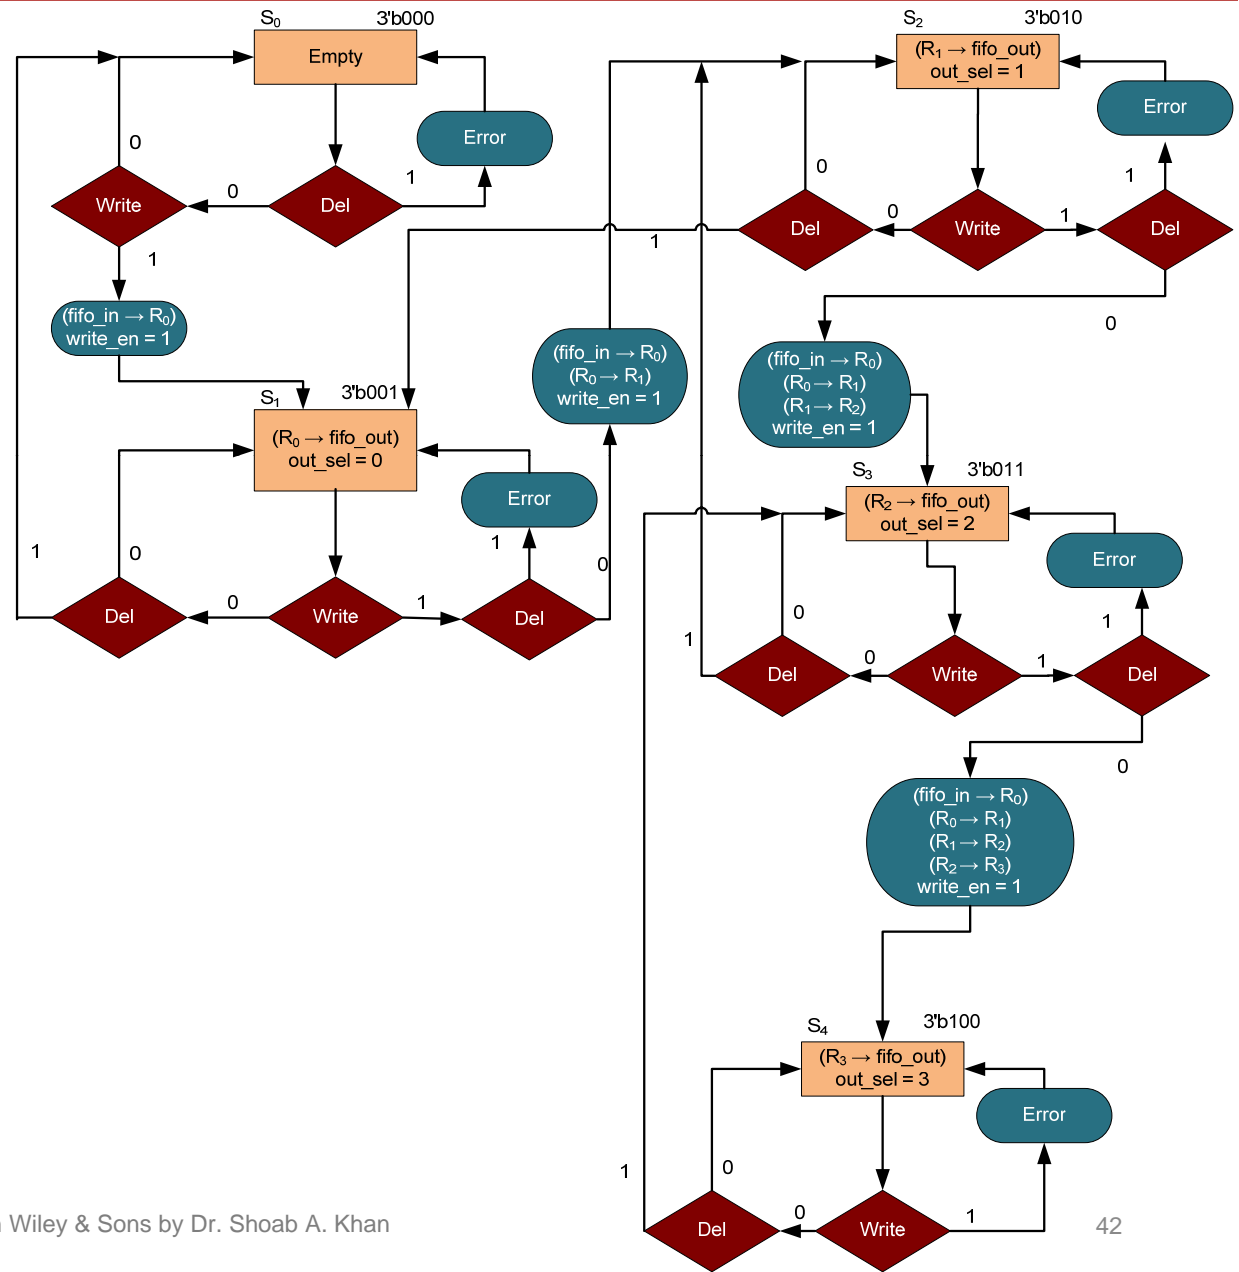 S₀ 3'b000
Empty
Error
0
1
0
Write
Del
1
(fifo_in → R₀)
write_en = 1
S₁ 3'b001
(R₀ → fifo_out)
out_sel = 0
Error
1
0
1
0
0
1
Del
Write
Del
(fifo_in → R₀)
(R₀ → R₁)
write_en = 1
S₂ 3'b010
(R₁ → fifo_out)
out_sel = 1
Error
0
1
0
1
1
Del
Write
Del
0
(fifo_in → R₀)
(R₀ → R₁)
(R₁ → R₂)
write_en = 1
S₃ 3'b011
(R₂ → fifo_out)
out_sel = 2
Error
0
1
1
0
1
Del
Write
Del
0
(fifo_in → R₀)
(R₀ → R₁)
(R₁ → R₂)
(R₂ → R₃)
write_en = 1
S₄ 3'b100
(R₃ → fifo_out)
out_sel = 3
Error
1
0
0
1
Del
Write
Wiley & Sons by Dr. Shoab A. Khan
42